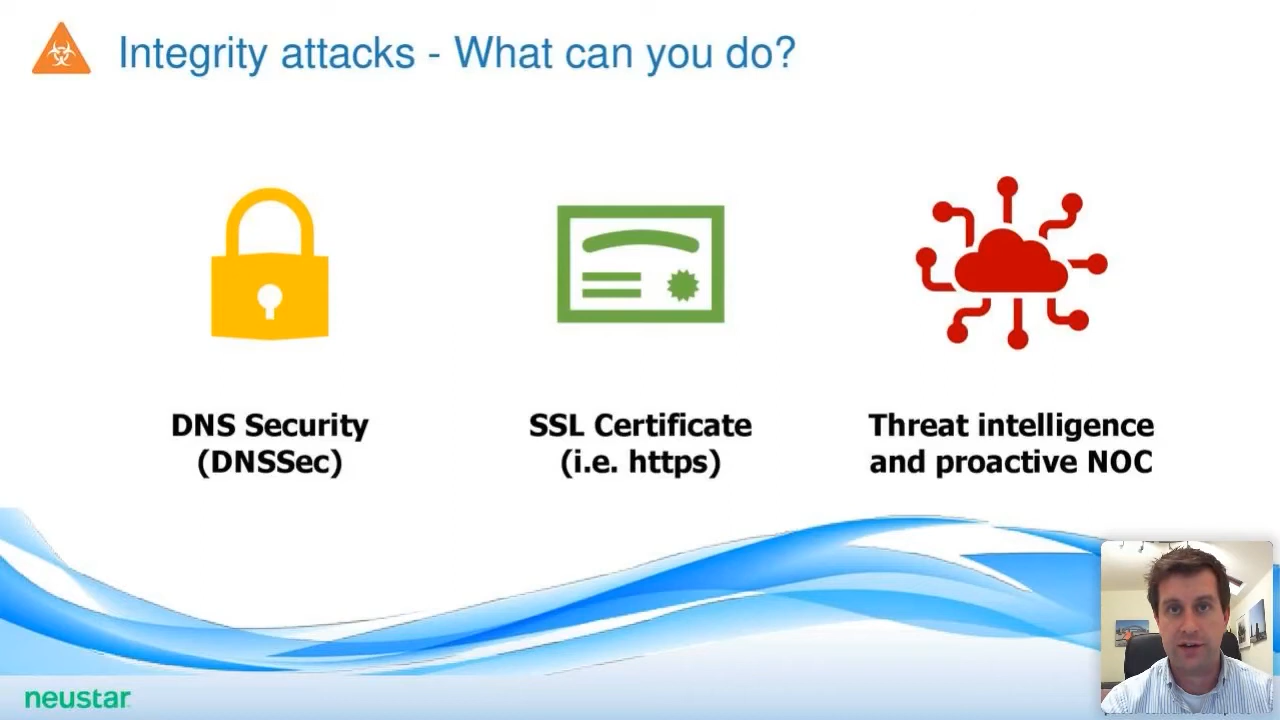 Integrity attacks - What can you do?
DNS Security
(DNSSec)
SSL Certificate
(i.e. https)
Threat intelligence
and proactive NOC
neustar